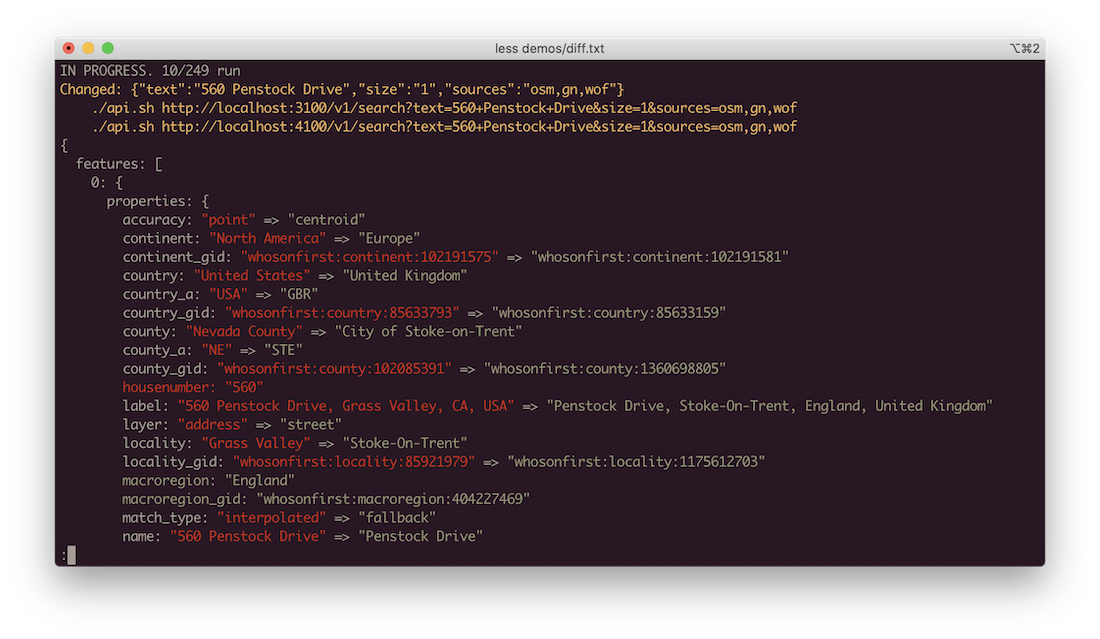 less demos/diff.txt
⌥⌘2
IN PROGRESS. 10/249 run
Changed: {"text":"560 Penstock Drive","size":"1","sources":"osm,gn,wof"}
./api.sh http://localhost:3100/v1/search?text=560+Penstock+Drive&size=1&sources=osm,gn,wof
./api.sh http://localhost:4100/v1/search?text=560+Penstock+Drive&size=1&sources=osm,gn,wof
{
features: [
0: {
properties: {
accuracy: "point" => "centroid"
continent: "North America" => "Europe"
continent_gid: "whosonfirst:continent:102191575" => "whosonfirst:continent:102191581"
country: "United States" => "United Kingdom"
country_a: "USA" => "GBR"
country_gid: "whosonfirst:country:85633793" => "whosonfirst:country:85633159"
county: "Nevada County" => "City of Stoke-on-Trent"
county_a: "NE" => "STE"
county_gid: "whosonfirst:county:102085391" => "whosonfirst:county:1360698805"
housenumber: "560"
label: "560 Penstock Drive, Grass Valley, CA, USA" => "Penstock Drive, Stoke-On-Trent, England, United Kingdom"
layer: "address" => "street"
locality: "Grass Valley" => "Stoke-On-Trent"
locality_gid: "whosonfirst:locality:85921979" => "whosonfirst:locality:1175612703"
macroregion: "England"
macroregion_gid: "whosonfirst:macroregion:404227469"
match_type: "interpolated" => "fallback"
name: "560 Penstock Drive" => "Penstock Drive"
: